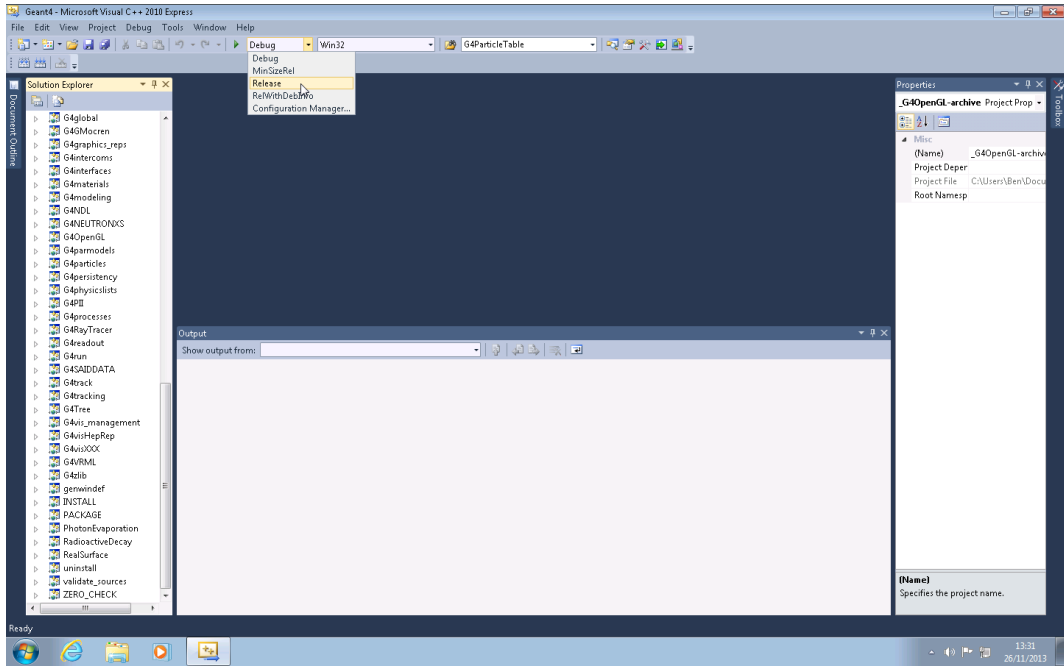 Geant4 - Microsoft Visual C++ 2010 Express
File Edit View Project Debug Tools Window Help
Debug Win32 G4ParticleTable
Debug
MinSizeRel
Release
RelWithDebInfo
Configuration Manager...
Document Outline
Solution Explorer
G4global
G4GMocren
G4graphics_reps
G4intercoms
G4interfaces
G4materials
G4modeling
G4NDL
G4NEUTRONXS
G4OpenGL
G4parmodels
G4particles
G4persistency
G4physicslists
G4PII
G4processes
G4RayTracer
G4readout
G4run
G4SAIDDATA
G4track
G4tracking
G4Tree
G4vis_management
G4visHepRep
G4visXXX
G4VRML
G4zlib
genwindef
INSTALL
PACKAGE
PhotonEvaporation
RadioactiveDecay
RealSurface
uninstall
validate_sources
ZERO_CHECK
Output
Show output from:
Properties
_G4OpenGL-archive Project Prop
Misc
(Name) _G4OpenGL-archiv
Project Deper
Project File C:\Users\Ben\Docu
Root Namesp
(Name)
Specifies the project name.
Toolbox
Ready
13:31
26/11/2013